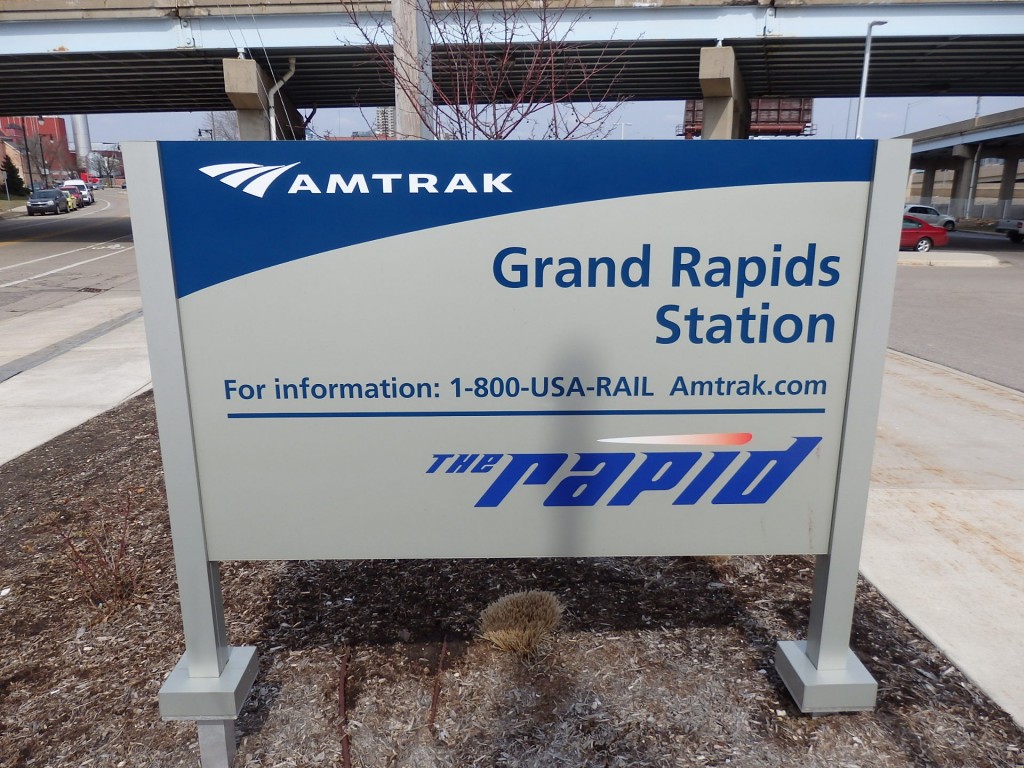 AMTRAK
Grand Rapids
Station
For information: 1-800-USA-RAIL Amtrak.com
THE rapid